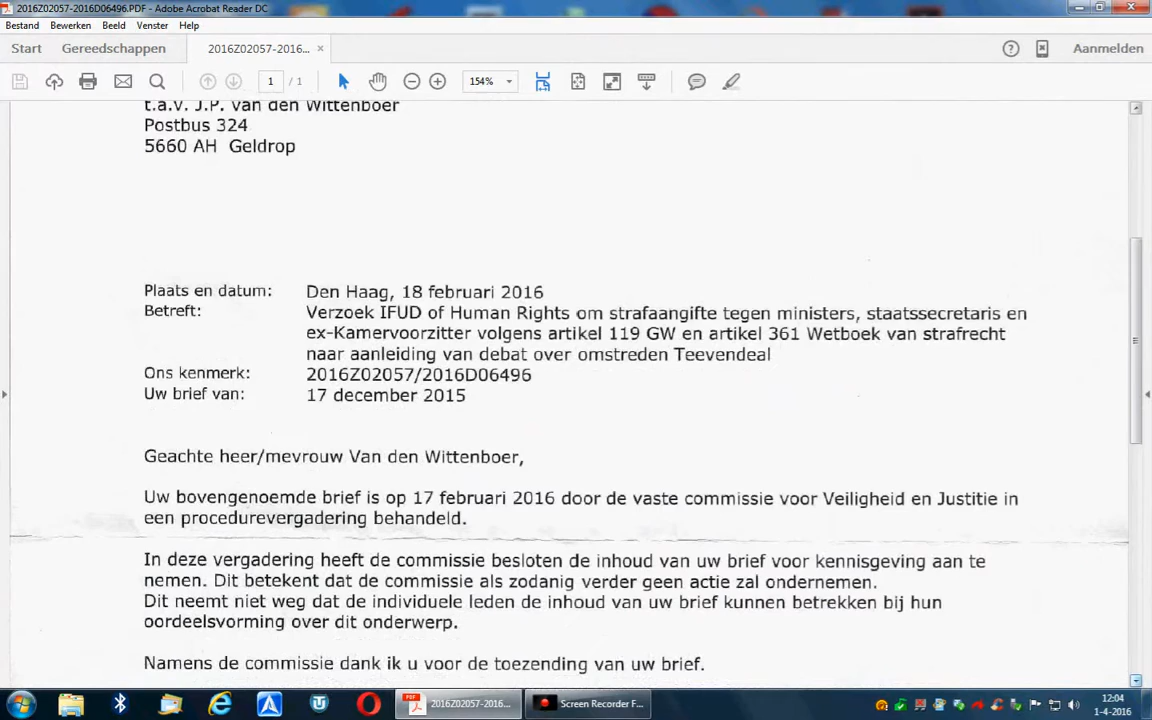 2016Z02057-2016D06496.PDF - Adobe Acrobat Reader DC
Bestand Bewerken Beeld Venster Help
Start Gereedschappen 2016Z02057-2016... × Aanmelden
1 / 1 154%
t.a.v. J.P. van den Wittenboer
Postbus 324
5660 AH Geldrop
Plaats en datum: Den Haag, 18 februari 2016
Betreft: Verzoek IFUD of Human Rights om strafaangifte tegen ministers, staatssecretaris en
ex-Kamervoorzitter volgens artikel 119 GW en artikel 361 Wetboek van strafrecht
naar aanleiding van debat over omstreden Teevendeal
Ons kenmerk: 2016Z02057/2016D06496
Uw brief van: 17 december 2015
Geachte heer/mevrouw Van den Wittenboer,
Uw bovengenoemde brief is op 17 februari 2016 door de vaste commissie voor Veiligheid en Justitie in
een procedurevergadering behandeld.
In deze vergadering heeft de commissie besloten de inhoud van uw brief voor kennisgeving aan te
nemen. Dit betekent dat de commissie als zodanig verder geen actie zal ondernemen.
Dit neemt niet weg dat de individuele leden de inhoud van uw brief kunnen betrekken bij hun
oordeelsvorming over dit onderwerp.
Namens de commissie dank ik u voor de toezending van uw brief.
2016Z02057-2016... Screen Recorder F... 12:04
1-4-2016